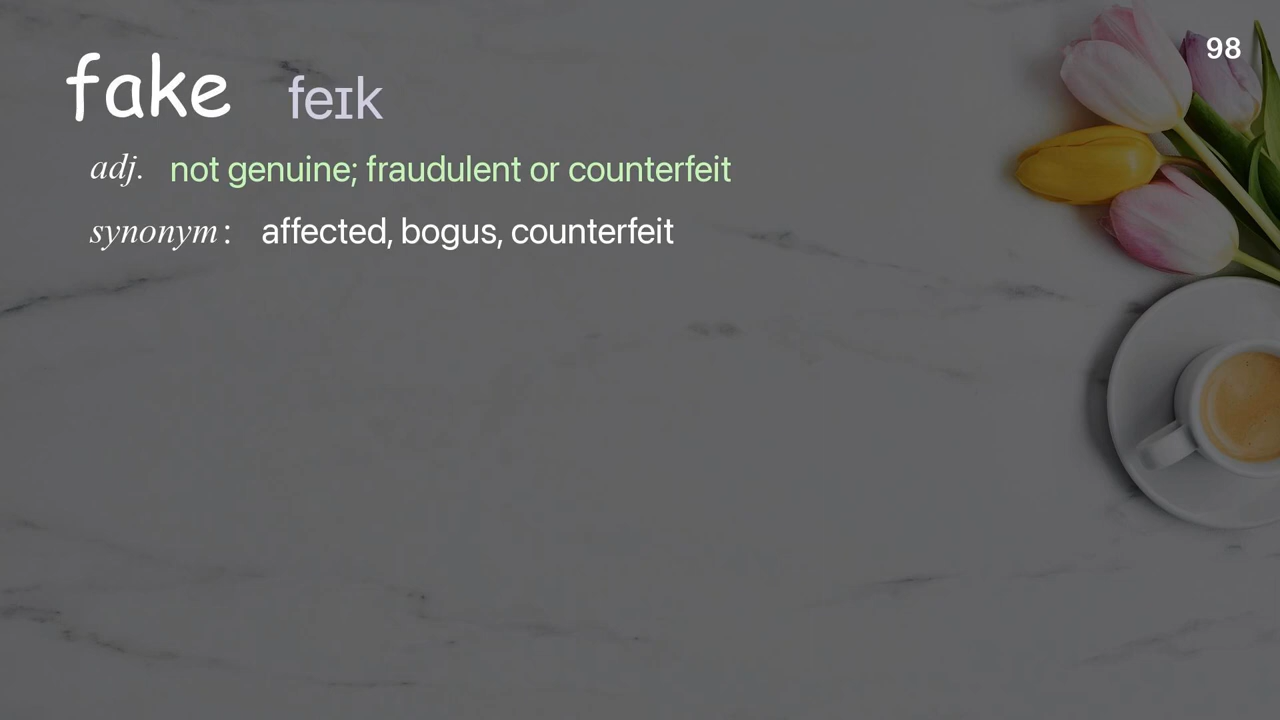 98
fake feɪk
adj. not genuine; fraudulent or counterfeit
synonym : affected, bogus, counterfeit